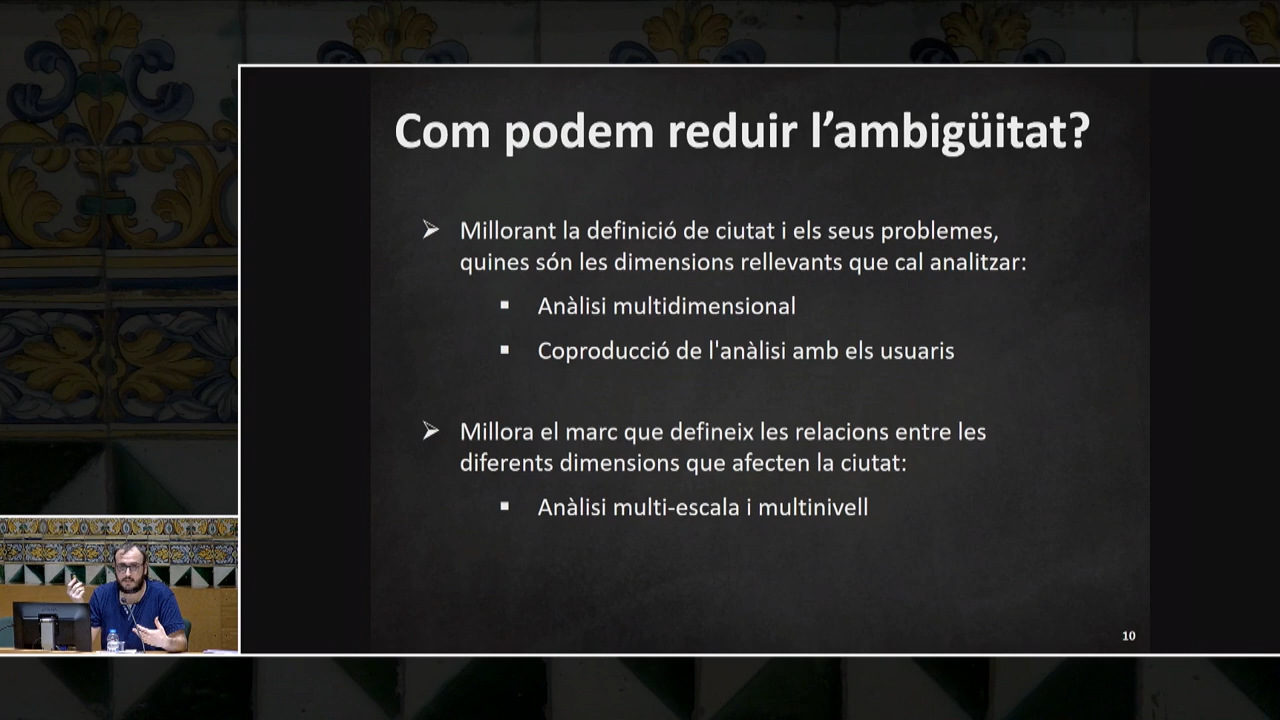 Com podem reduir l’ambigüitat?
Millorant la definició de ciutat i els seus problemes,
quines són les dimensions rellevants que cal analitzar:
Anàlisi multidimensional
Coproducció de l'anàlisi amb els usuaris
Millora el marc que defineix les relacions entre les
diferents dimensions que afecten la ciutat:
Anàlisi multi-escala i multinivell
10